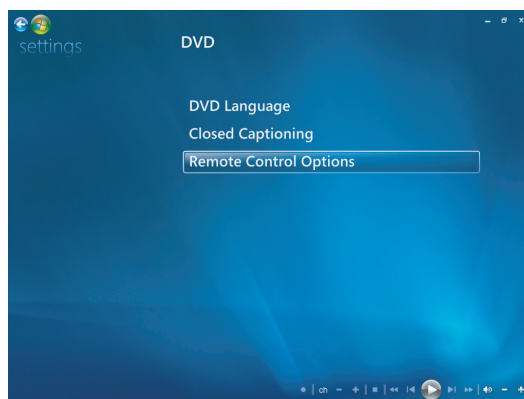 settings
DVD
DVD Language
Closed Captioning
Remote Control Options
ch